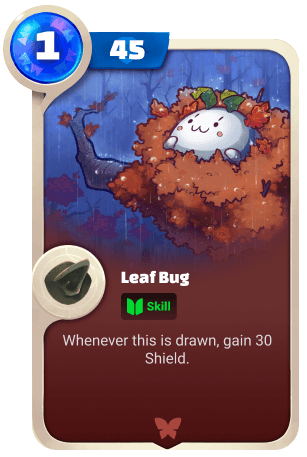 1
45
Leaf Bug
Skill
Whenever this is drawn, gain 30
Shield.